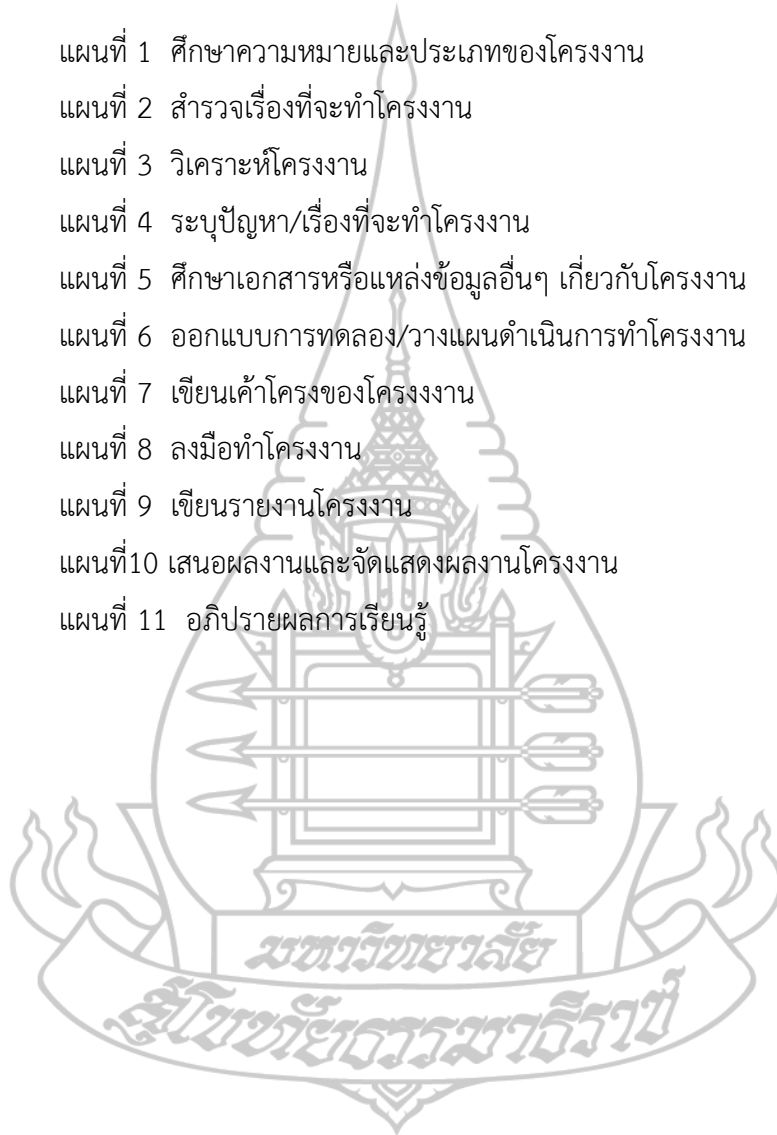 แผนที่ 1 ศึกษาความหมายและประเภทของโครงงาน
แผนที่ 2 สำรวจเรื่องที่จะทำโครงงาน
แผนที่ 3 วิเคราะห์โครงงาน
แผนที่ 4 ระบุปัญหา/เรื่องที่จะทำโครงงาน
แผนที่ 5 ศึกษาเอกสารหรือแหล่งข้อมูลอื่นๆ เกี่ยวกับโครงงาน
แผนที่ 6 ออกแบบการทดลอง/วางแผนดำเนินการทำโครงงาน
แผนที่ 7 เขียนเค้าโครงของโครงงงาน
แผนที่ 8 ลงมือทำโครงงาน
แผนที่ 9 เขียนรายงานโครงงาน
แผนที่10 เสนอผลงานและจัดแสดงผลงานโครงงาน
แผนที่ 11 อภิปรายผลการเรียนรู้
มหาวิทยาลัย
สุโขทัยธรรมาธิราช